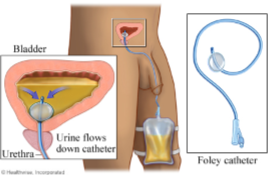 Bladder
Urine flows
down catheter
Urethra
Foley catheter
© Healthwise, Incorporated